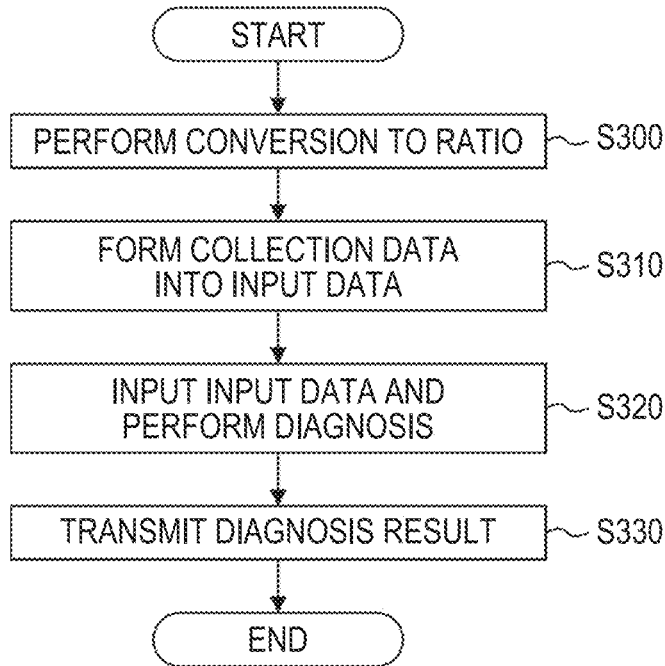 START
PERFORM CONVERSION TO RATIO
S300
FORM COLLECTION DATA
INTO INPUT DATA
S310
INPUT INPUT DATA AND
PERFORM DIAGNOSIS
S320
TRANSMIT DIAGNOSIS RESULT
S330
END